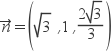 n⃗=(√3 ,1, 2√3/3)